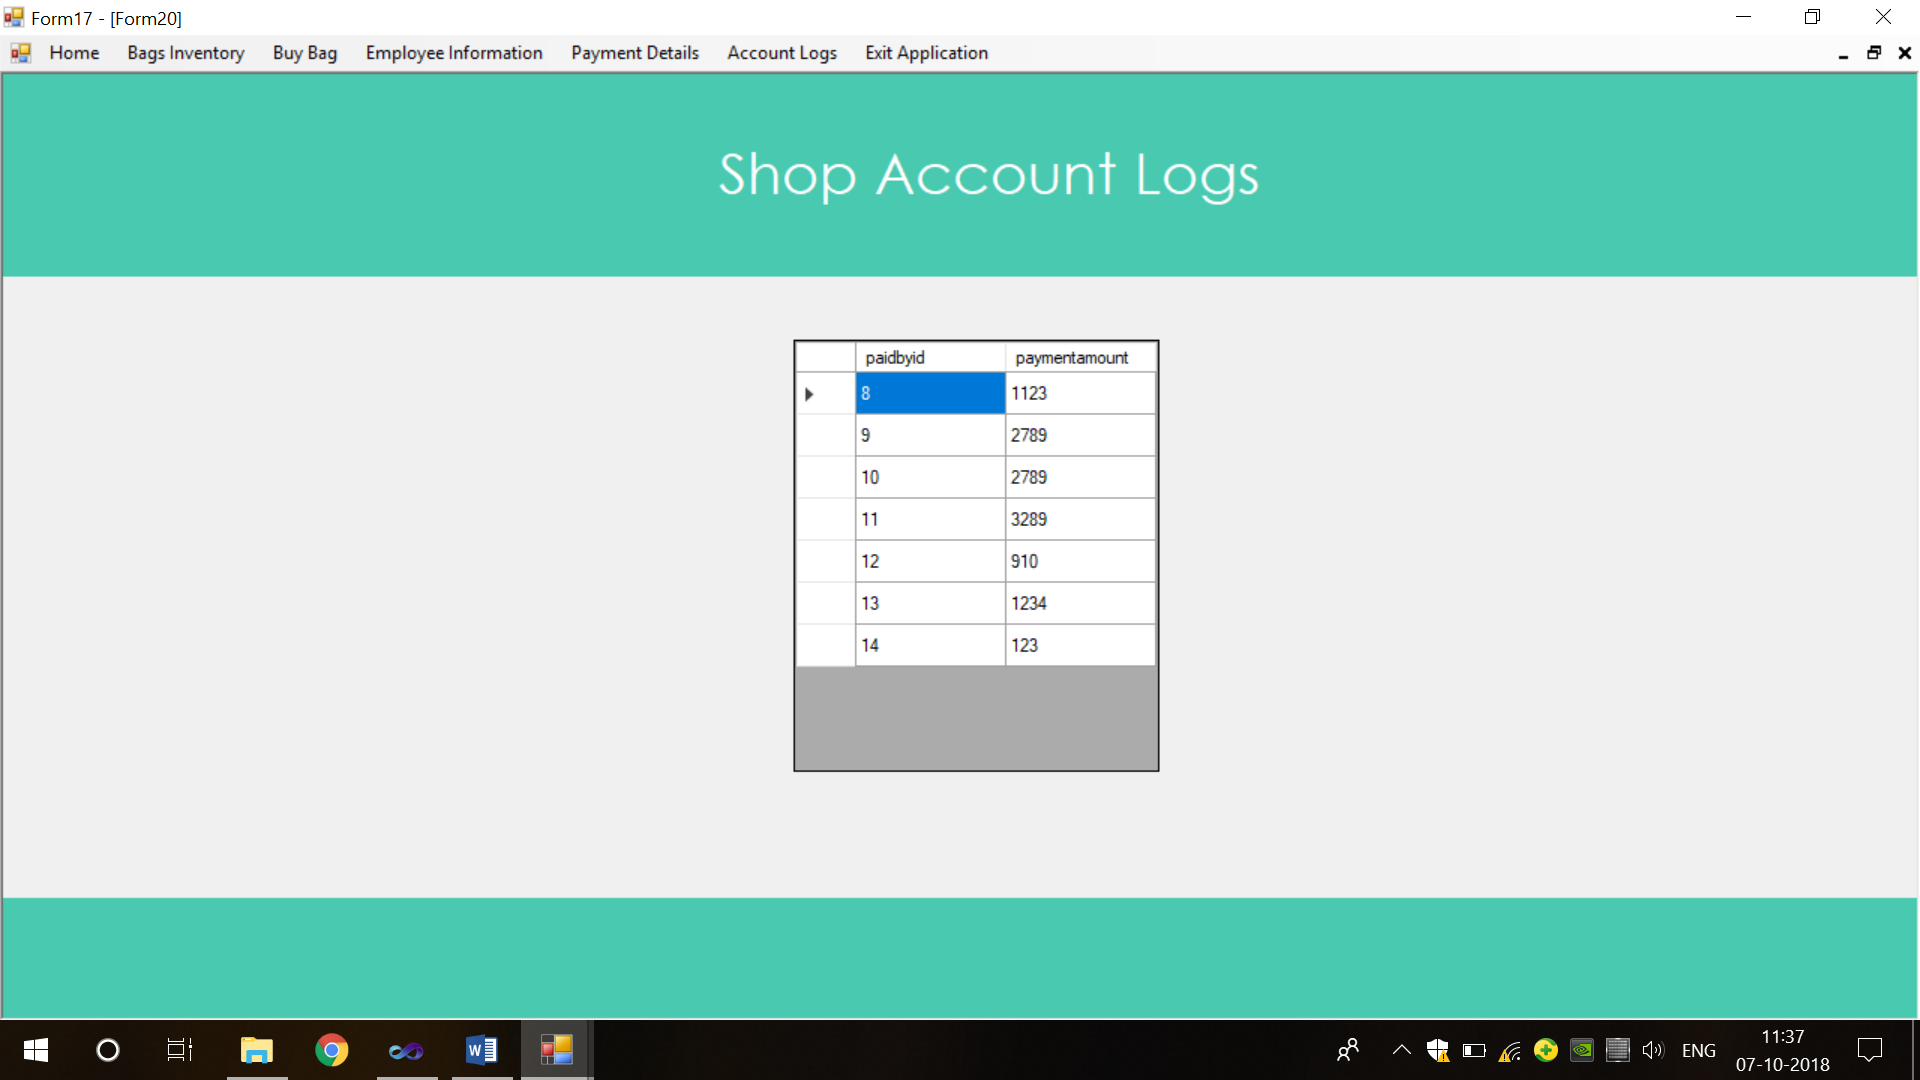 Form17 - [Form20]
Home Bags Inventory Buy Bag Employee Information Payment Details Account Logs Exit Application
Shop Account Logs
paidbyid paymentamount
8 1123
9 2789
10 2789
11 3289
12 910
13 1234
14 123
ENG 11:37
07-10-2018